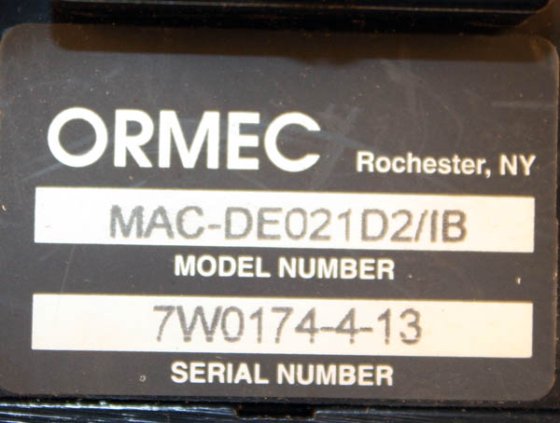 ORMEC Rochester, NY
MAC-DE021D2/IB
MODEL NUMBER
7W0174-4-13
SERIAL NUMBER